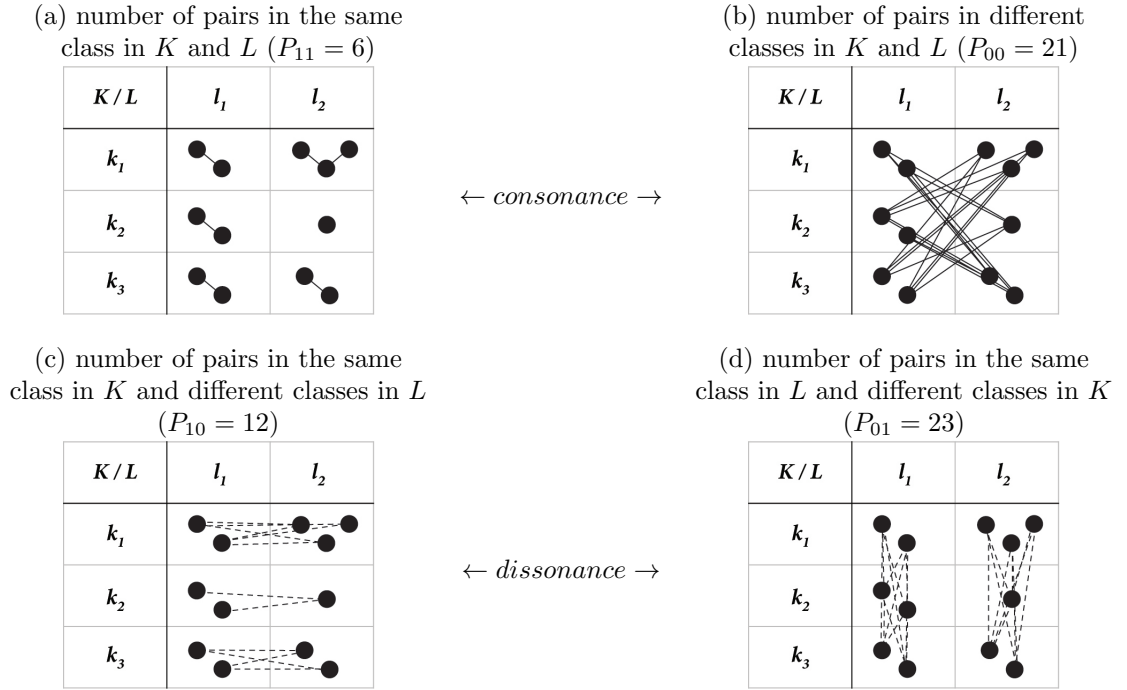 (a) number of pairs in the same
class in K and L (P₁₁ = 6)
K / L l₁ l₂
k₁
k₂
k₃
(b) number of pairs in different
classes in K and L (P₀₀ = 21)
K / L l₁ l₂
k₁
k₂
k₃
← consonance →
(c) number of pairs in the same
class in K and different classes in L
(P₁₀ = 12)
K / L l₁ l₂
k₁
k₂
k₃
(d) number of pairs in the same
class in L and different classes in K
(P₀₁ = 23)
K / L l₁ l₂
k₁
k₂
k₃
← dissonance →